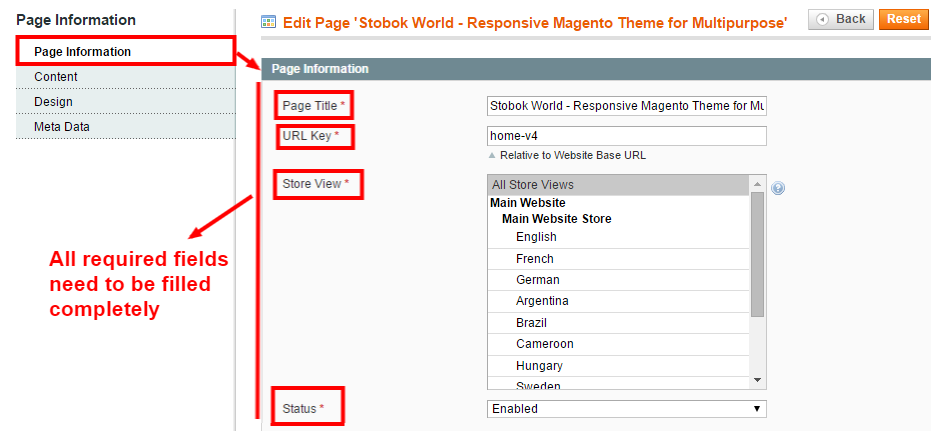 Page Information
Edit Page 'Stobok World - Responsive Magento Theme for Multipurpose'
Back
Reset
Page Information
Content
Design
Meta Data
Page Information
Page Title *
Stobok World - Responsive Magento Theme for Mu
URL Key *
home-v4
Relative to Website Base URL
Store View *
All Store Views
Main Website
Main Website Store
English
French
German
Argentina
Brazil
Cameroon
Hungary
Sweden
Status *
Enabled
All required fields
need to be filled
completely